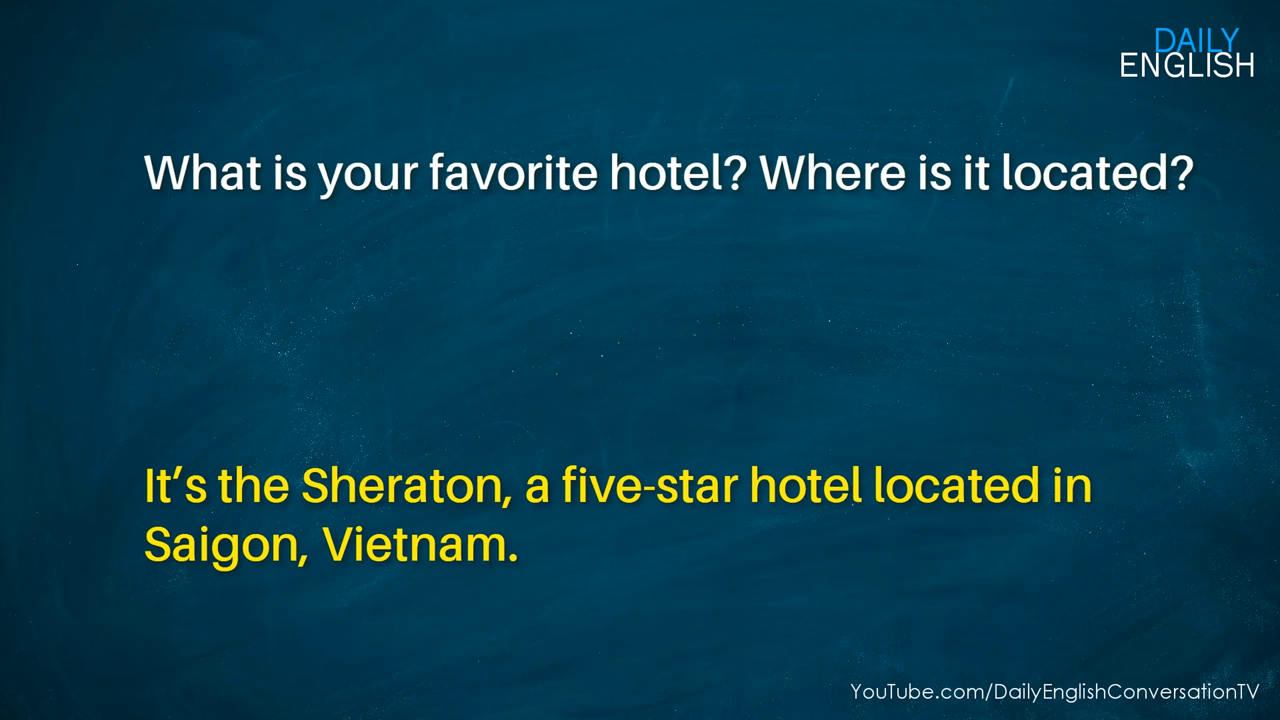 DAILY
ENGLISH
What is your favorite hotel? Where is it located?
It’s the Sheraton, a five-star hotel located in
Saigon, Vietnam.
YouTube.com/DailyEnglishConversationTV